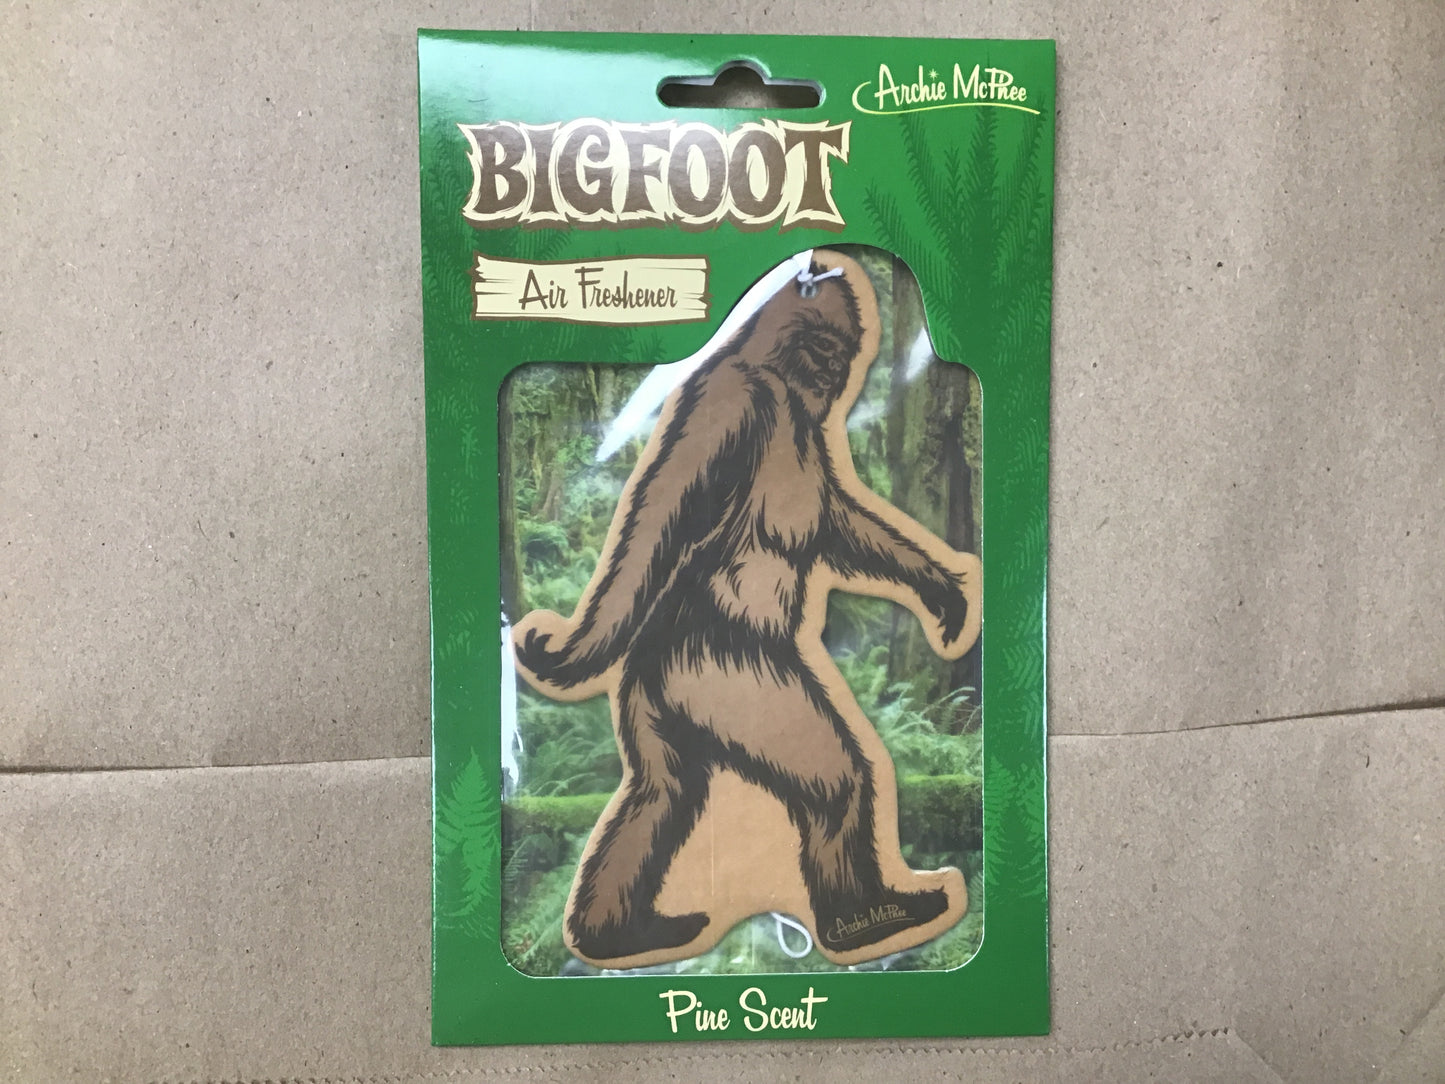 Archie McPhee
BIGFOOT
Air Freshener
Archie McPhee
Pine Scent